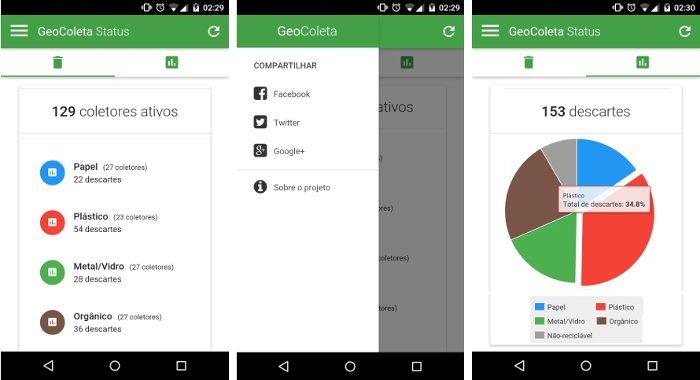 02:29
GeoColeta Status
129 coletores ativos
Papel (27 coletores)
22 descartes
Plástico (23 coletores)
54 descartes
Metal/Vidro (27 coletores)
28 descartes
Orgânico (27 coletores)
36 descartes
02:29
GeoColeta
COMPARTILHAR
Facebook
Twitter
Google+
Sobre o projeto
ativos
coletores)
ores)
02:30
GeoColeta Status
153 descartes
Plástico
Total de descartes: 34.8%
Papel
Plástico
Metal/Vidro
Orgânico
Não-reciclável